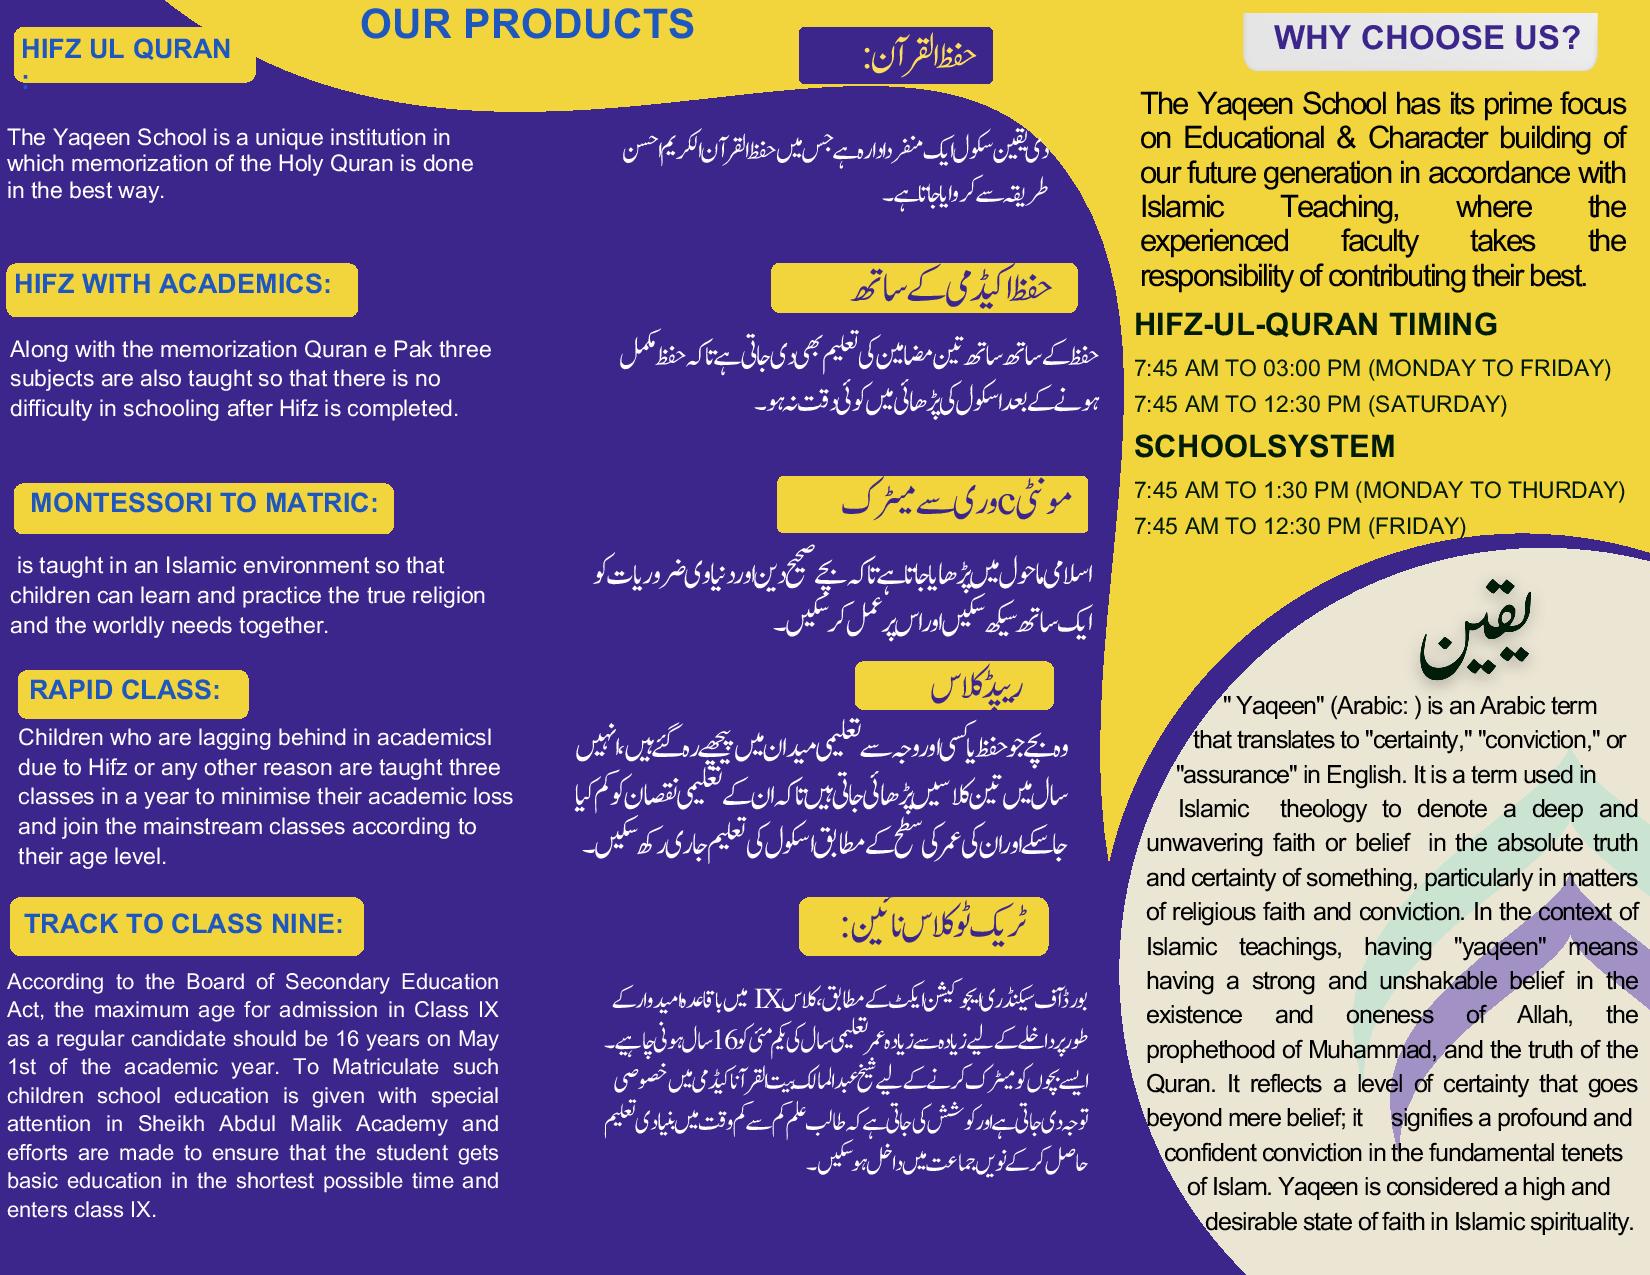 OUR PRODUCTS
HIFZ UL QURAN
:
The Yaqeen School is a unique institution in
which memorization of the Holy Quran is done
in the best way.
HIFZ WITH ACADEMICS:
Along with the memorization Quran e Pak three
subjects are also taught so that there is no
difficulty in schooling after Hifz is completed.
MONTESSORI TO MATRIC:
is taught in an Islamic environment so that
children can learn and practice the true religion
and the worldly needs together.
RAPID CLASS:
Children who are lagging behind in academicsl
due to Hifz or any other reason are taught three
classes in a year to minimise their academic loss
and join the mainstream classes according to
their age level.
TRACK TO CLASS NINE:
According to the Board of Secondary Education
Act, the maximum age for admission in Class IX
as a regular candidate should be 16 years on May
1st of the academic year. To Matriculate such
children school education is given with special
attention in Sheikh Abdul Malik Academy and
efforts are made to ensure that the student gets
basic education in the shortest possible time and
enters class IX.
حفظ القرآن:
دی یقین سکول ایک منفرد ادارہ ہے جس میں حفظ القرآن الکریم احسن
طریقہ سے کروایا جاتا ہے۔
حفظ اکیڈمی کے ساتھ
حفظ کے ساتھ ساتھ تین مضامین کی تعلیم بھی دی جاتی ہے تاکہ حفظ مکمل
ہونے کے بعد اسکول کی پڑھائی میں کوئی دقت نہ ہو۔
مونٹیcوری سے میٹرک
اسلامی ماحول میں پڑھایا جاتا ہے تاکہ بچے صحیح دین اور دنیاوی ضروریات کو
ایک ساتھ سیکھ سکیں اور اس پر عمل کر سکیں۔
ریپڈ کلاس
وہ بچے جو حفظ یا کسی اور وجہ سے تعلیمی میدان میں پیچھے رہ گئے ہیں، انہیں
سال میں تین کلاسیں پڑھائی جاتی ہیں تاکہ ان کے تعلیمی نقصان کو کم کیا
جا سکے اور ان کی عمر کی سطح کے مطابق اسکول کی تعلیم جاری رکھ سکیں۔
ٹریک ٹو کلاس نائین:
بورڈ آف سیکنڈری ایجوکیشن ایکٹ کے مطابق، کلاس IX میں باقاعدہ امیدوار کے
طور پر داخلے کے لیے زیادہ سے زیادہ عمر تعلیمی سال کی یکم مئی کو 16 سال ہونی چاہیے۔
ایسے بچوں کو میٹرک کرنے کے لیے شیخ عبدالمالک بیت القرآن اکیڈمی میں خصوصی
توجہ دی جاتی ہے اور کوشش کی جاتی ہے کہ طالب علم کم سے کم وقت میں بنیادی تعلیم
حاصل کر کے نویں جماعت میں داخل ہو سکیں۔
WHY CHOOSE US?
The Yaqeen School has its prime focus
on Educational & Character building of
our future generation in accordance with
Islamic Teaching, where the
experienced faculty takes the
responsibility of contributing their best.
HIFZ-UL-QURAN TIMING
7:45 AM TO 03:00 PM (MONDAY TO FRIDAY)
7:45 AM TO 12:30 PM (SATURDAY)
SCHOOLSYSTEM
7:45 AM TO 1:30 PM (MONDAY TO THURDAY)
7:45 AM TO 12:30 PM (FRIDAY)
یقین
" Yaqeen" (Arabic: ) is an Arabic term
that translates to "certainty," "conviction," or
"assurance" in English. It is a term used in
Islamic theology to denote a deep and
unwavering faith or belief in the absolute truth
and certainty of something, particularly in matters
of religious faith and conviction. In the context of
Islamic teachings, having "yaqeen" means
having a strong and unshakable belief in the
existence and oneness of Allah, the
prophethood of Muhammad, and the truth of the
Quran. It reflects a level of certainty that goes
beyond mere belief; it signifies a profound and
confident conviction in the fundamental tenets
of Islam. Yaqeen is considered a high and
desirable state of faith in Islamic spirituality.